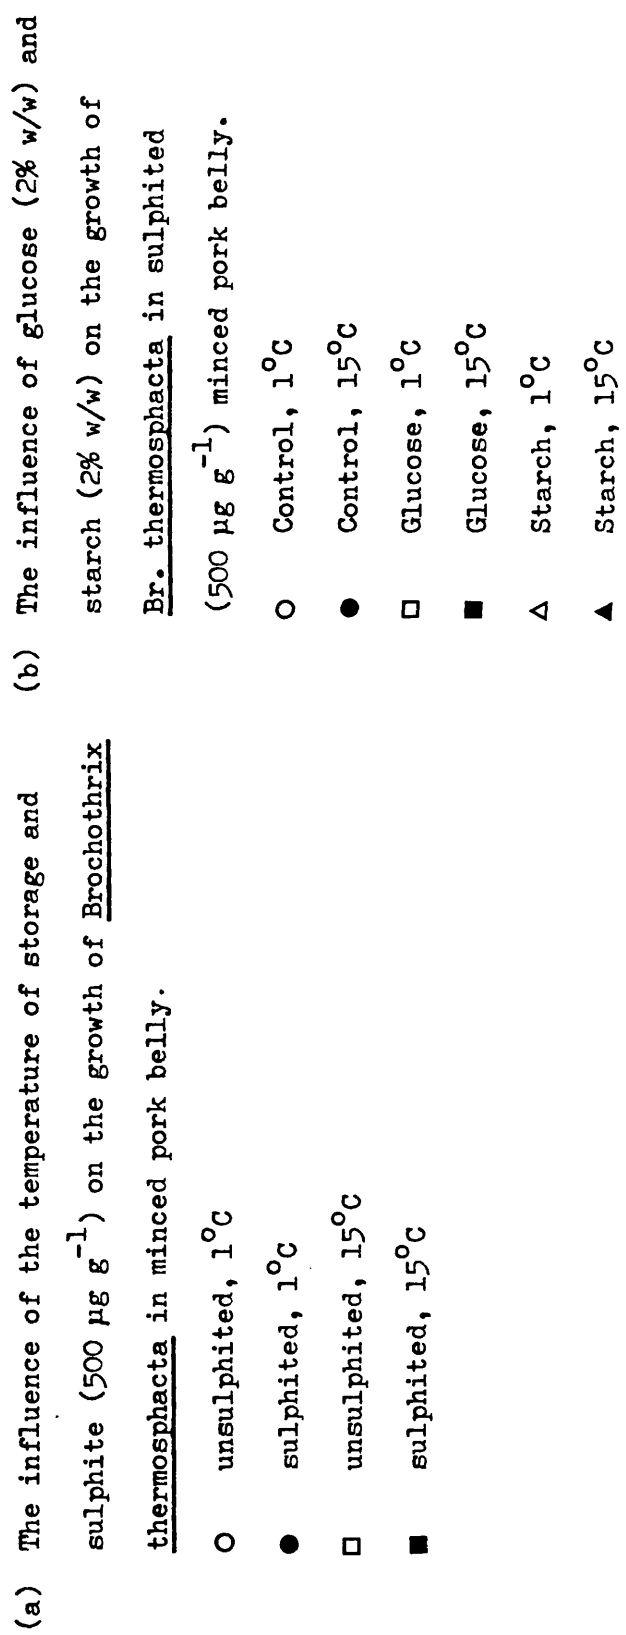 (a) The influence of the temperature of storage and
sulphite (500 µg g⁻¹) on the growth of Brochothrix
thermosphacta in minced pork belly.
○ unsulphited, 1°C
● sulphited, 1°C
□ unsulphited, 15°C
■ sulphited, 15°C
(b) The influence of glucose (2% w/w) and
starch (2% w/w) on the growth of
Br. thermosphacta in sulphited
(500 µg g⁻¹) minced pork belly.
○ Control, 1°C
● Control, 15°C
□ Glucose, 1°C
■ Glucose, 15°C
△ Starch, 1°C
▲ Starch, 15°C